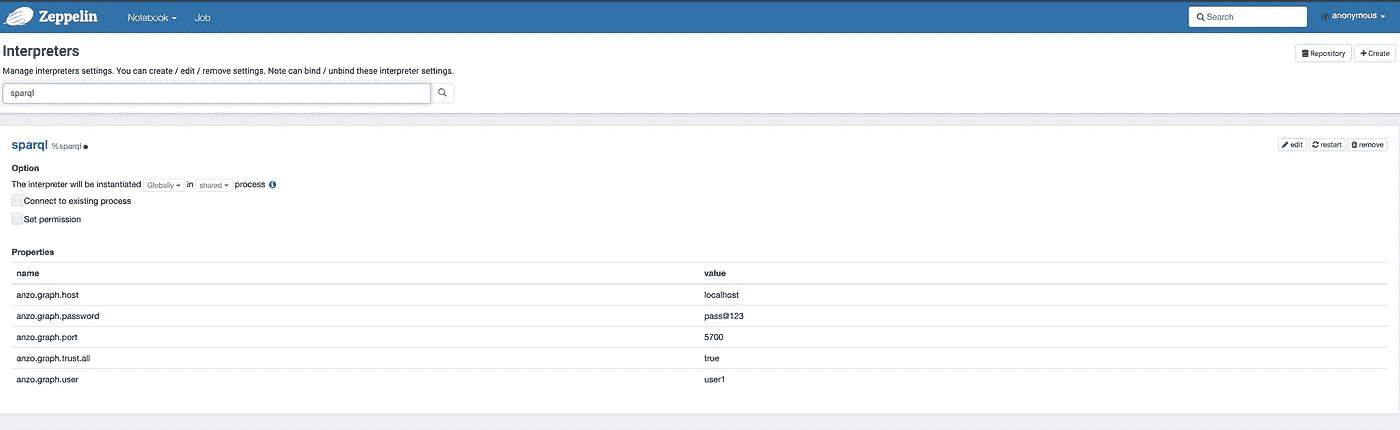 Zeppelin Notebook Job Search anonymous
Interpreters Repository Create
Manage interpreters settings. You can create / edit / remove settings. Note can bind / unbind these interpreter settings.
sparql
sparql %sparql edit restart remove
Option
The interpreter will be instantiated Globally in shared process
Connect to existing process
Set permission
Properties
name value
anzo.graph.host localhost
anzo.graph.password pass@123
anzo.graph.port 5700
anzo.graph.trust.all true
anzo.graph.user user1